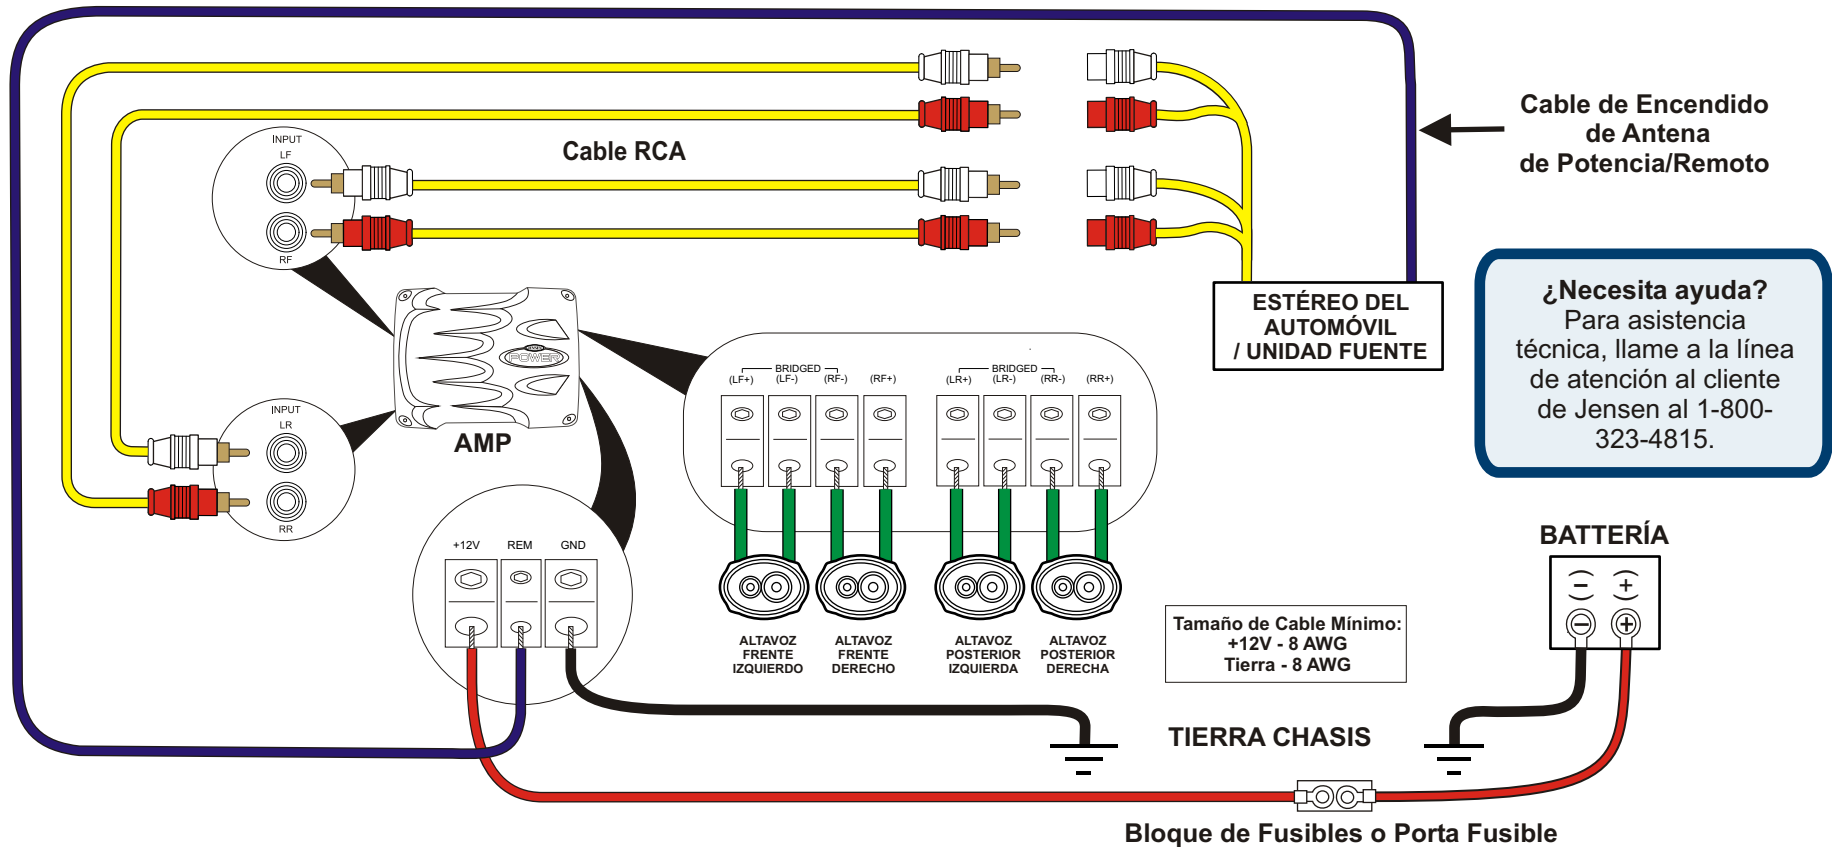 Cable RCA
Cable de Encendido
de Antena
de Potencia/Remoto
INPUT
LF
RF
¿Necesita ayuda?
Para asistencia
técnica, llame a la línea
de atención al cliente
de Jensen al 1-800-
323-4815.
ESTÉREO DEL
AUTOMÓVIL
/ UNIDAD FUENTE
POWER
AMP
BRIDGED
(LF+) (LF-) (RF-) (RF+)
BRIDGED
(LR+) (LR-) (RR-) (RR+)
INPUT
LR
RR
+12V REM GND
BATTERÍA
(-) (+)
- +
ALTAVOZ
FRENTE
IZQUIERDO
ALTAVOZ
FRENTE
DERECHO
ALTAVOZ
POSTERIOR
IZQUIERDA
ALTAVOZ
POSTERIOR
DERECHA
Tamaño de Cable Mínimo:
+12V - 8 AWG
Tierra - 8 AWG
TIERRA CHASIS
Bloque de Fusibles o Porta Fusible